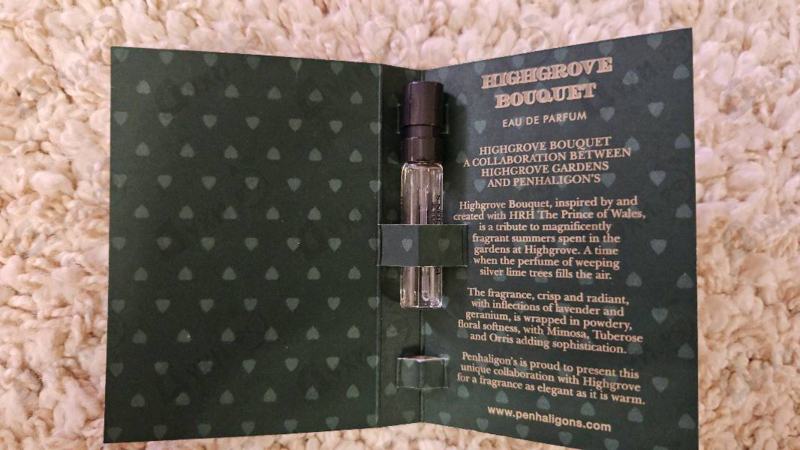 HIGHGROVE
BOUQUET
EAU DE PARFUM
HIGHGROVE BOUQUET
A COLLABORATION BETWEEN
HIGHGROVE GARDENS
AND PENHALIGON'S
Highgrove Bouquet, inspired by and
created with HRH The Prince of Wales,
is a tribute to magnificently
fragrant summers spent in the
gardens at Highgrove. A time
when the perfume of weeping
silver lime trees fills the air.
The fragrance, crisp and radiant,
with inflections of lavender and
geranium, is wrapped in powdery,
floral softness, with Mimosa, Tuberose
and Orris adding sophistication.
Penhaligon's is proud to present this
unique collaboration with Highgrove
for a fragrance as elegant as it is warm.
www.penhaligons.com